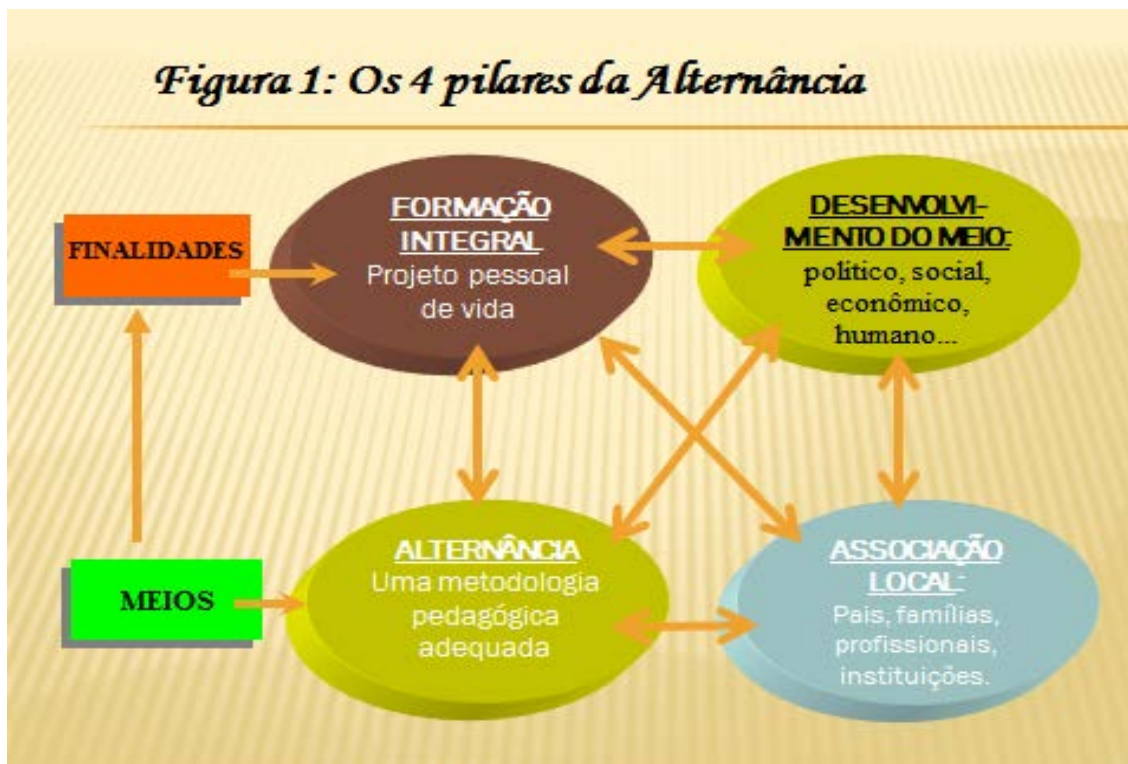 Figura 1: Os 4 pilares da Alternância
FINALIDADES
FORMAÇÃO
INTEGRAL
Projeto pessoal
de vida
DESENVOLVI-
MENTO DO MEIO:
político, social,
econômico,
humano...
MEIOS
ALTERNÂNCIA
Uma metodologia
pedagógica
adequada
ASSOCIAÇÃO
LOCAL:
Pais, famílias,
profissionais,
instituições.